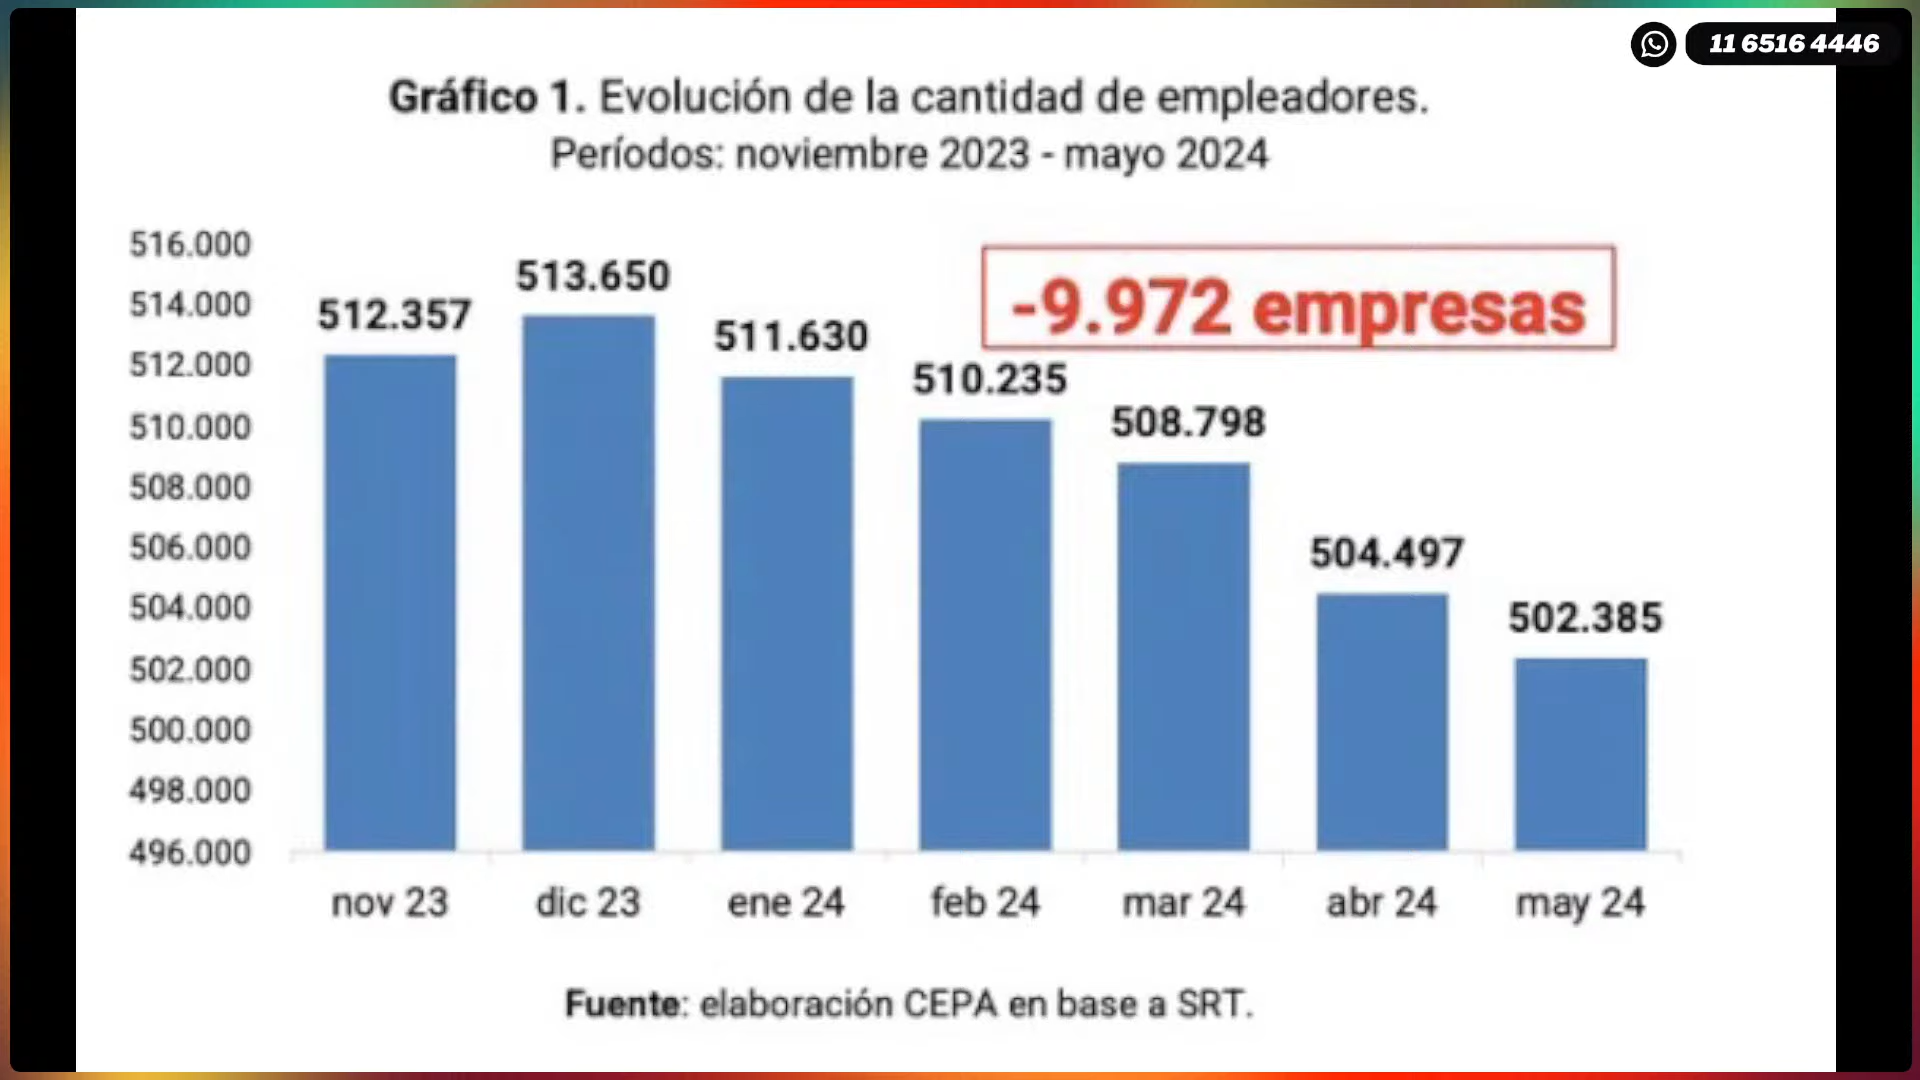 11 6516 4446
Gráfico 1. Evolución de la cantidad de empleadores.
Períodos: noviembre 2023 - mayo 2024
516.000
514.000
512.000
510.000
508.000
506.000
504.000
502.000
500.000
498.000
496.000
512.357
513.650
511.630
510.235
508.798
504.497
502.385
-9.972 empresas
nov 23
dic 23
ene 24
feb 24
mar 24
abr 24
may 24
Fuente: elaboración CEPA en base a SRT.